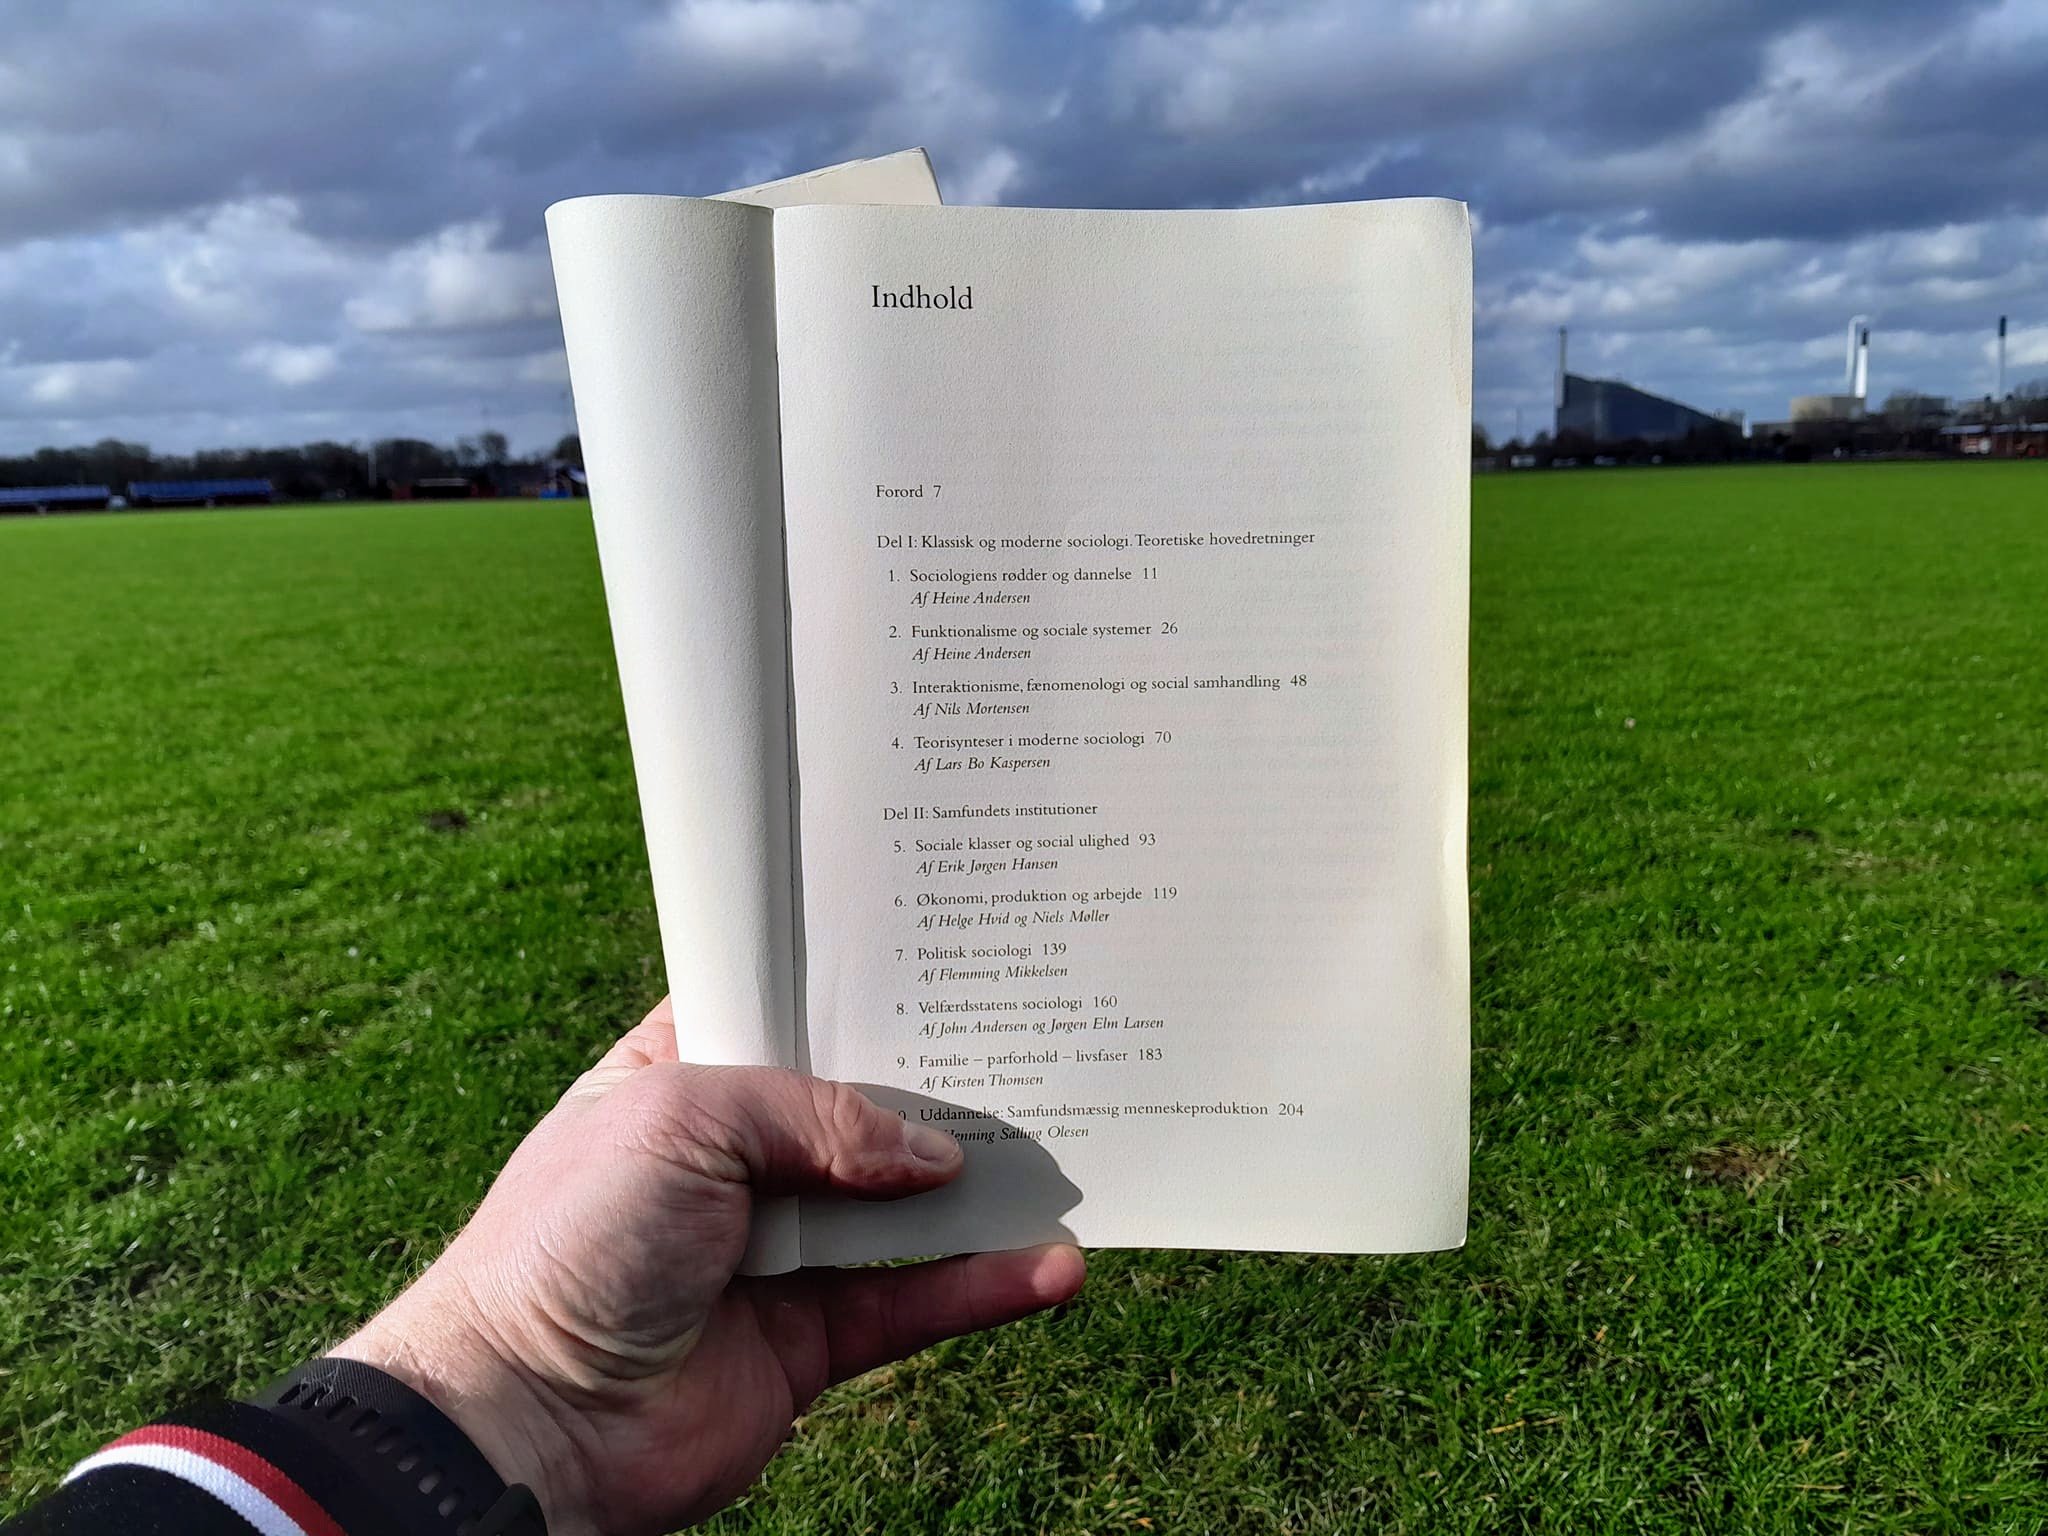 Indhold
Forord 7
Del I: Klassisk og moderne sociologi. Teoretiske hovedretninger
1. Sociologiens rødder og dannelse 11
Af Heine Andersen
2. Funktionalisme og sociale systemer 26
Af Heine Andersen
3. Interaktionisme, fænomenologi og social samhandling 48
Af Nils Mortensen
4. Teorisynteser i moderne sociologi 70
Af Lars Bo Kaspersen
Del II: Samfundets institutioner
5. Sociale klasser og social ulighed 93
Af Erik Jørgen Hansen
6. Økonomi, produktion og arbejde 119
Af Helge Hvid og Niels Møller
7. Politisk sociologi 139
Af Flemming Mikkelsen
8. Velfærdsstatens sociologi 160
Af John Andersen og Jørgen Elm Larsen
9. Familie – parforhold – livsfaser 183
Af Kirsten Thomsen
0. Uddannelse: Samfundsmæssig menneskeproduktion 204
Henning Salling Olesen